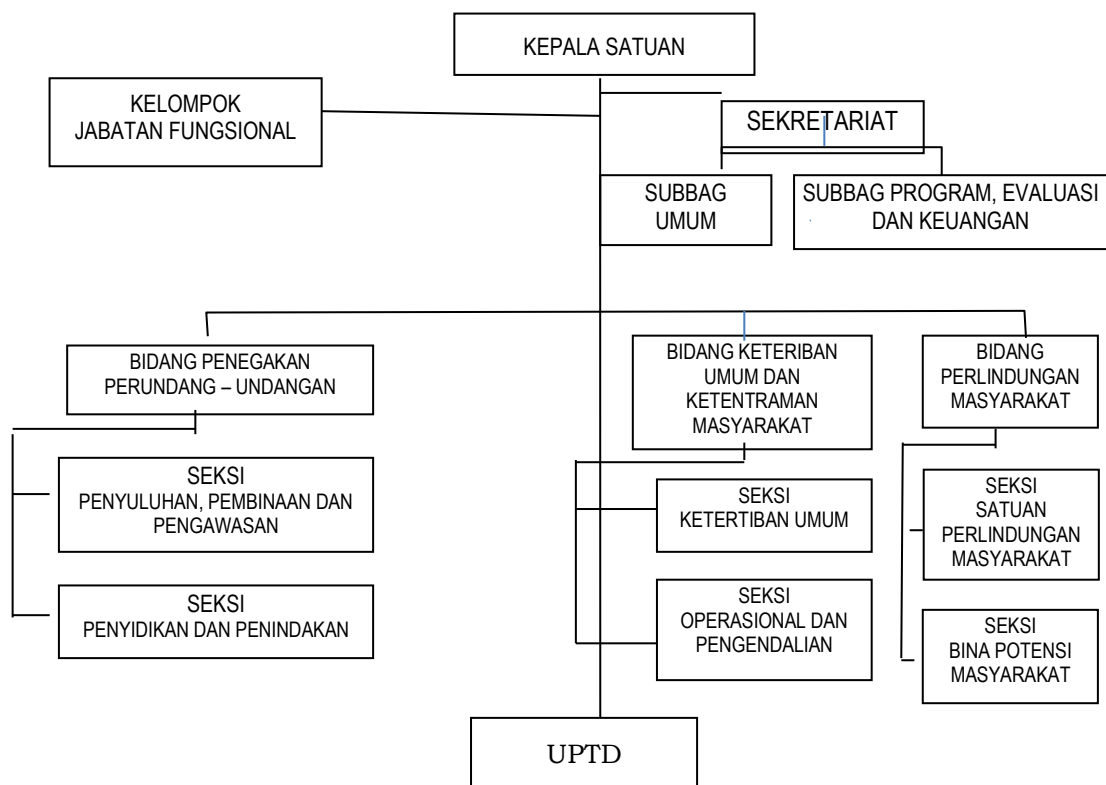 KEPALA SATUAN
KELOMPOK
JABATAN FUNGSIONAL
SEKRETARIAT
SUBBAG
UMUM
SUBBAG PROGRAM, EVALUASI
DAN KEUANGAN
BIDANG PENEGAKAN
PERUNDANG – UNDANGAN
BIDANG KETERIBAN
UMUM DAN
KETENTRAMAN
MASYARAKAT
BIDANG
PERLINDUNGAN
MASYARAKAT
SEKSI
PENYULUHAN, PEMBINAAN DAN
PENGAWASAN
SEKSI
KETERTIBAN UMUM
SEKSI
SATUAN
PERLINDUNGAN
MASYARAKAT
SEKSI
PENYIDIKAN DAN PENINDAKAN
SEKSI
OPERASIONAL DAN
PENGENDALIAN
SEKSI
BINA POTENSI
MASYARAKAT
UPTD